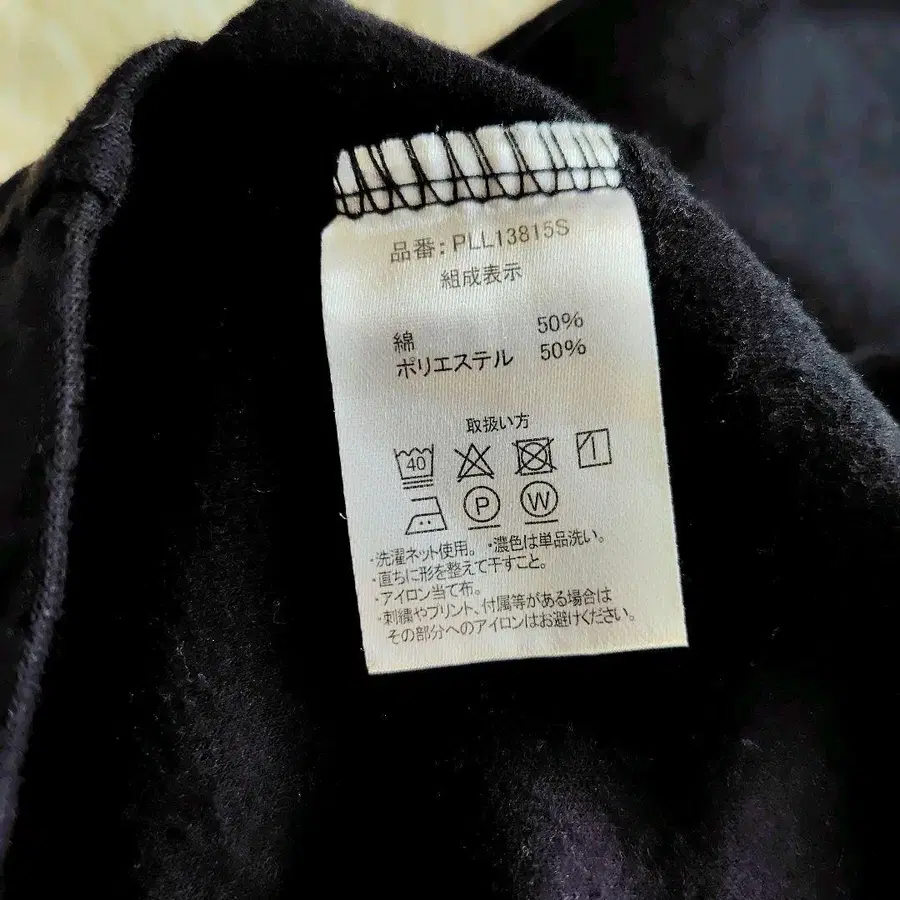 品番: PLL13815S
組成表示
綿 50%
ポリエステル 50%
取扱い方
40
P W
・洗濯ネット使用。・濃色は単品洗い。
・直ちに形を整えて干すこと。
・アイロン当て布。
・刺繍やプリント、付属等がある場合は
その部分へのアイロンはお避けください。